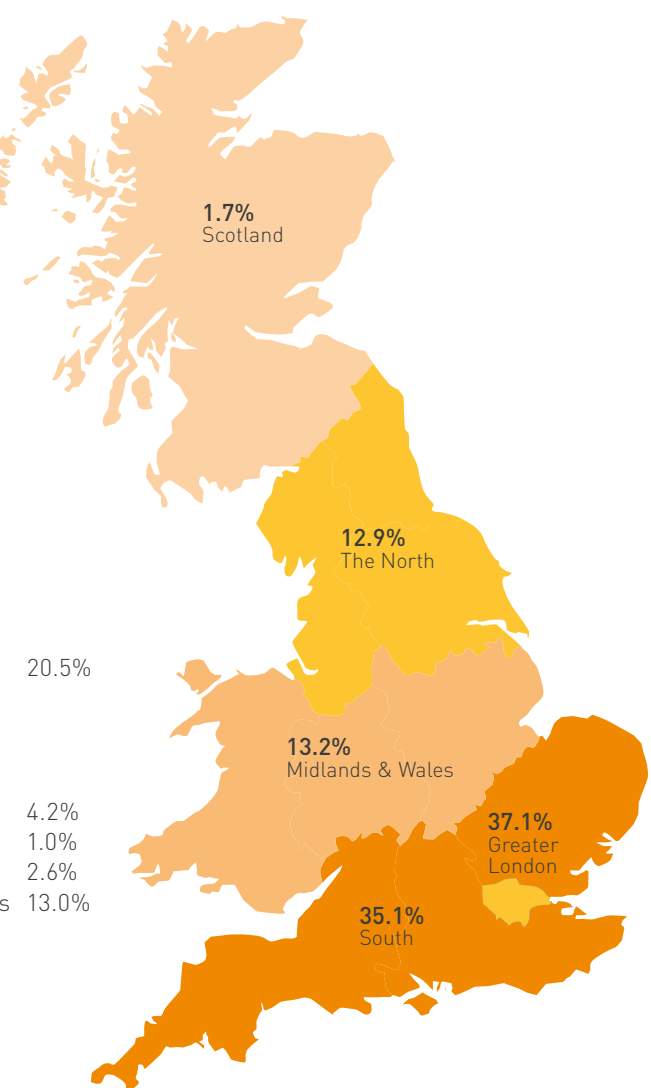 1.7%
Scotland
12.9%
The North
20.5%
13.2%
Midlands & Wales
4.2%
1.0%
2.6%
s 13.0%
37.1%
Greater
London
35.1%
South